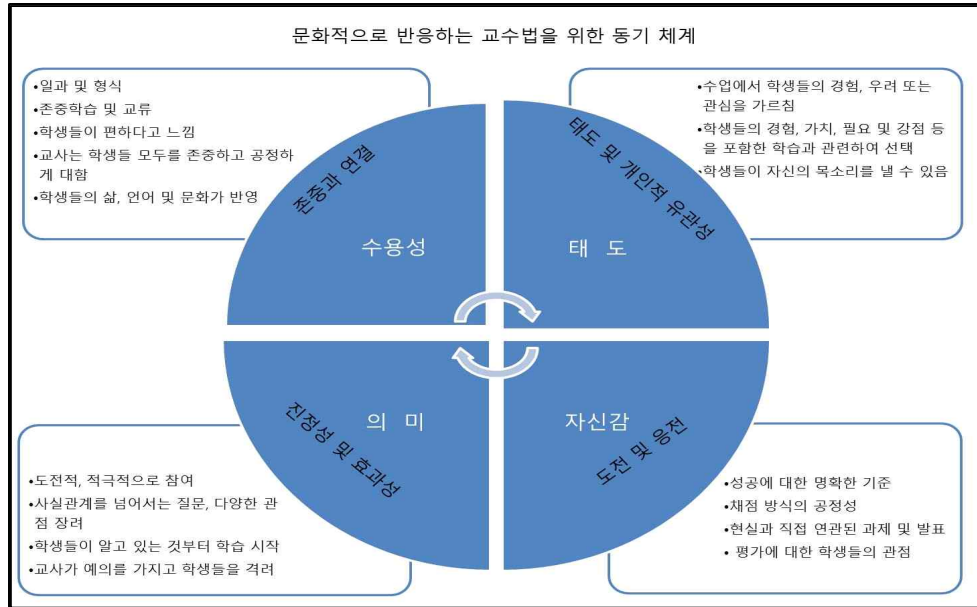 문화적으로 반응하는 교수법을 위한 동기 체계
•일과 및 형식
•존중학습 및 교류
•학생들이 편하다고 느낌
•교사는 학생들 모두를 존중하고 공정하
게 대함
•학생들의 삶, 언어 및 문화가 반영
•수업에서 학생들의 경험, 우려 또는
관심을 가르침
•학생들의 경험, 가치, 필요 및 강점 등
을 포함한 학습과 관련하여 선택
•학생들이 자신의 목소리를 낼 수 있음
존중과 연결
수용성
태도 및 개인적 유관성
태 도
진정성 및 효과성
의 미
도전 및 응전
자신감
•도전적, 적극적으로 참여
•사실관계를 넘어서는 질문, 다양한 관
점 장려
•학생들이 알고 있는 것부터 학습 시작
•교사가 예의를 가지고 학생들을 격려
•성공에 대한 명확한 기준
•채점 방식의 공정성
•현실과 직접 연관된 과제 및 발표
• 평가에 대한 학생들의 관점